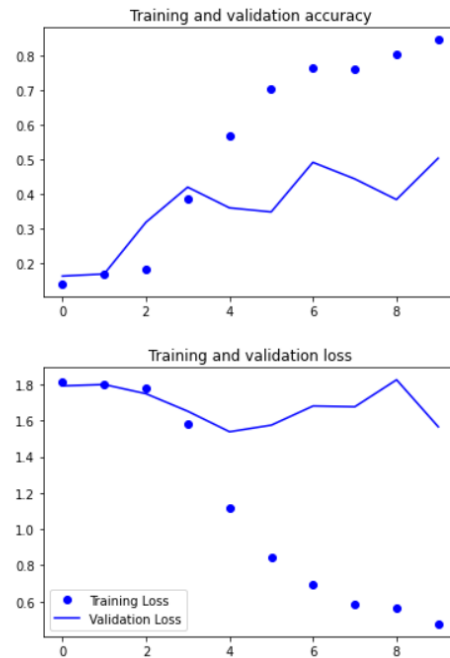 Training and validation accuracy
0.8
0.7
0.6
0.5
0.4
0.3
0.2
0 2 4 6 8
Training and validation loss
1.8
1.6
1.4
1.2
1.0
0.8
0.6
Training Loss
Validation Loss
0 2 4 6 8